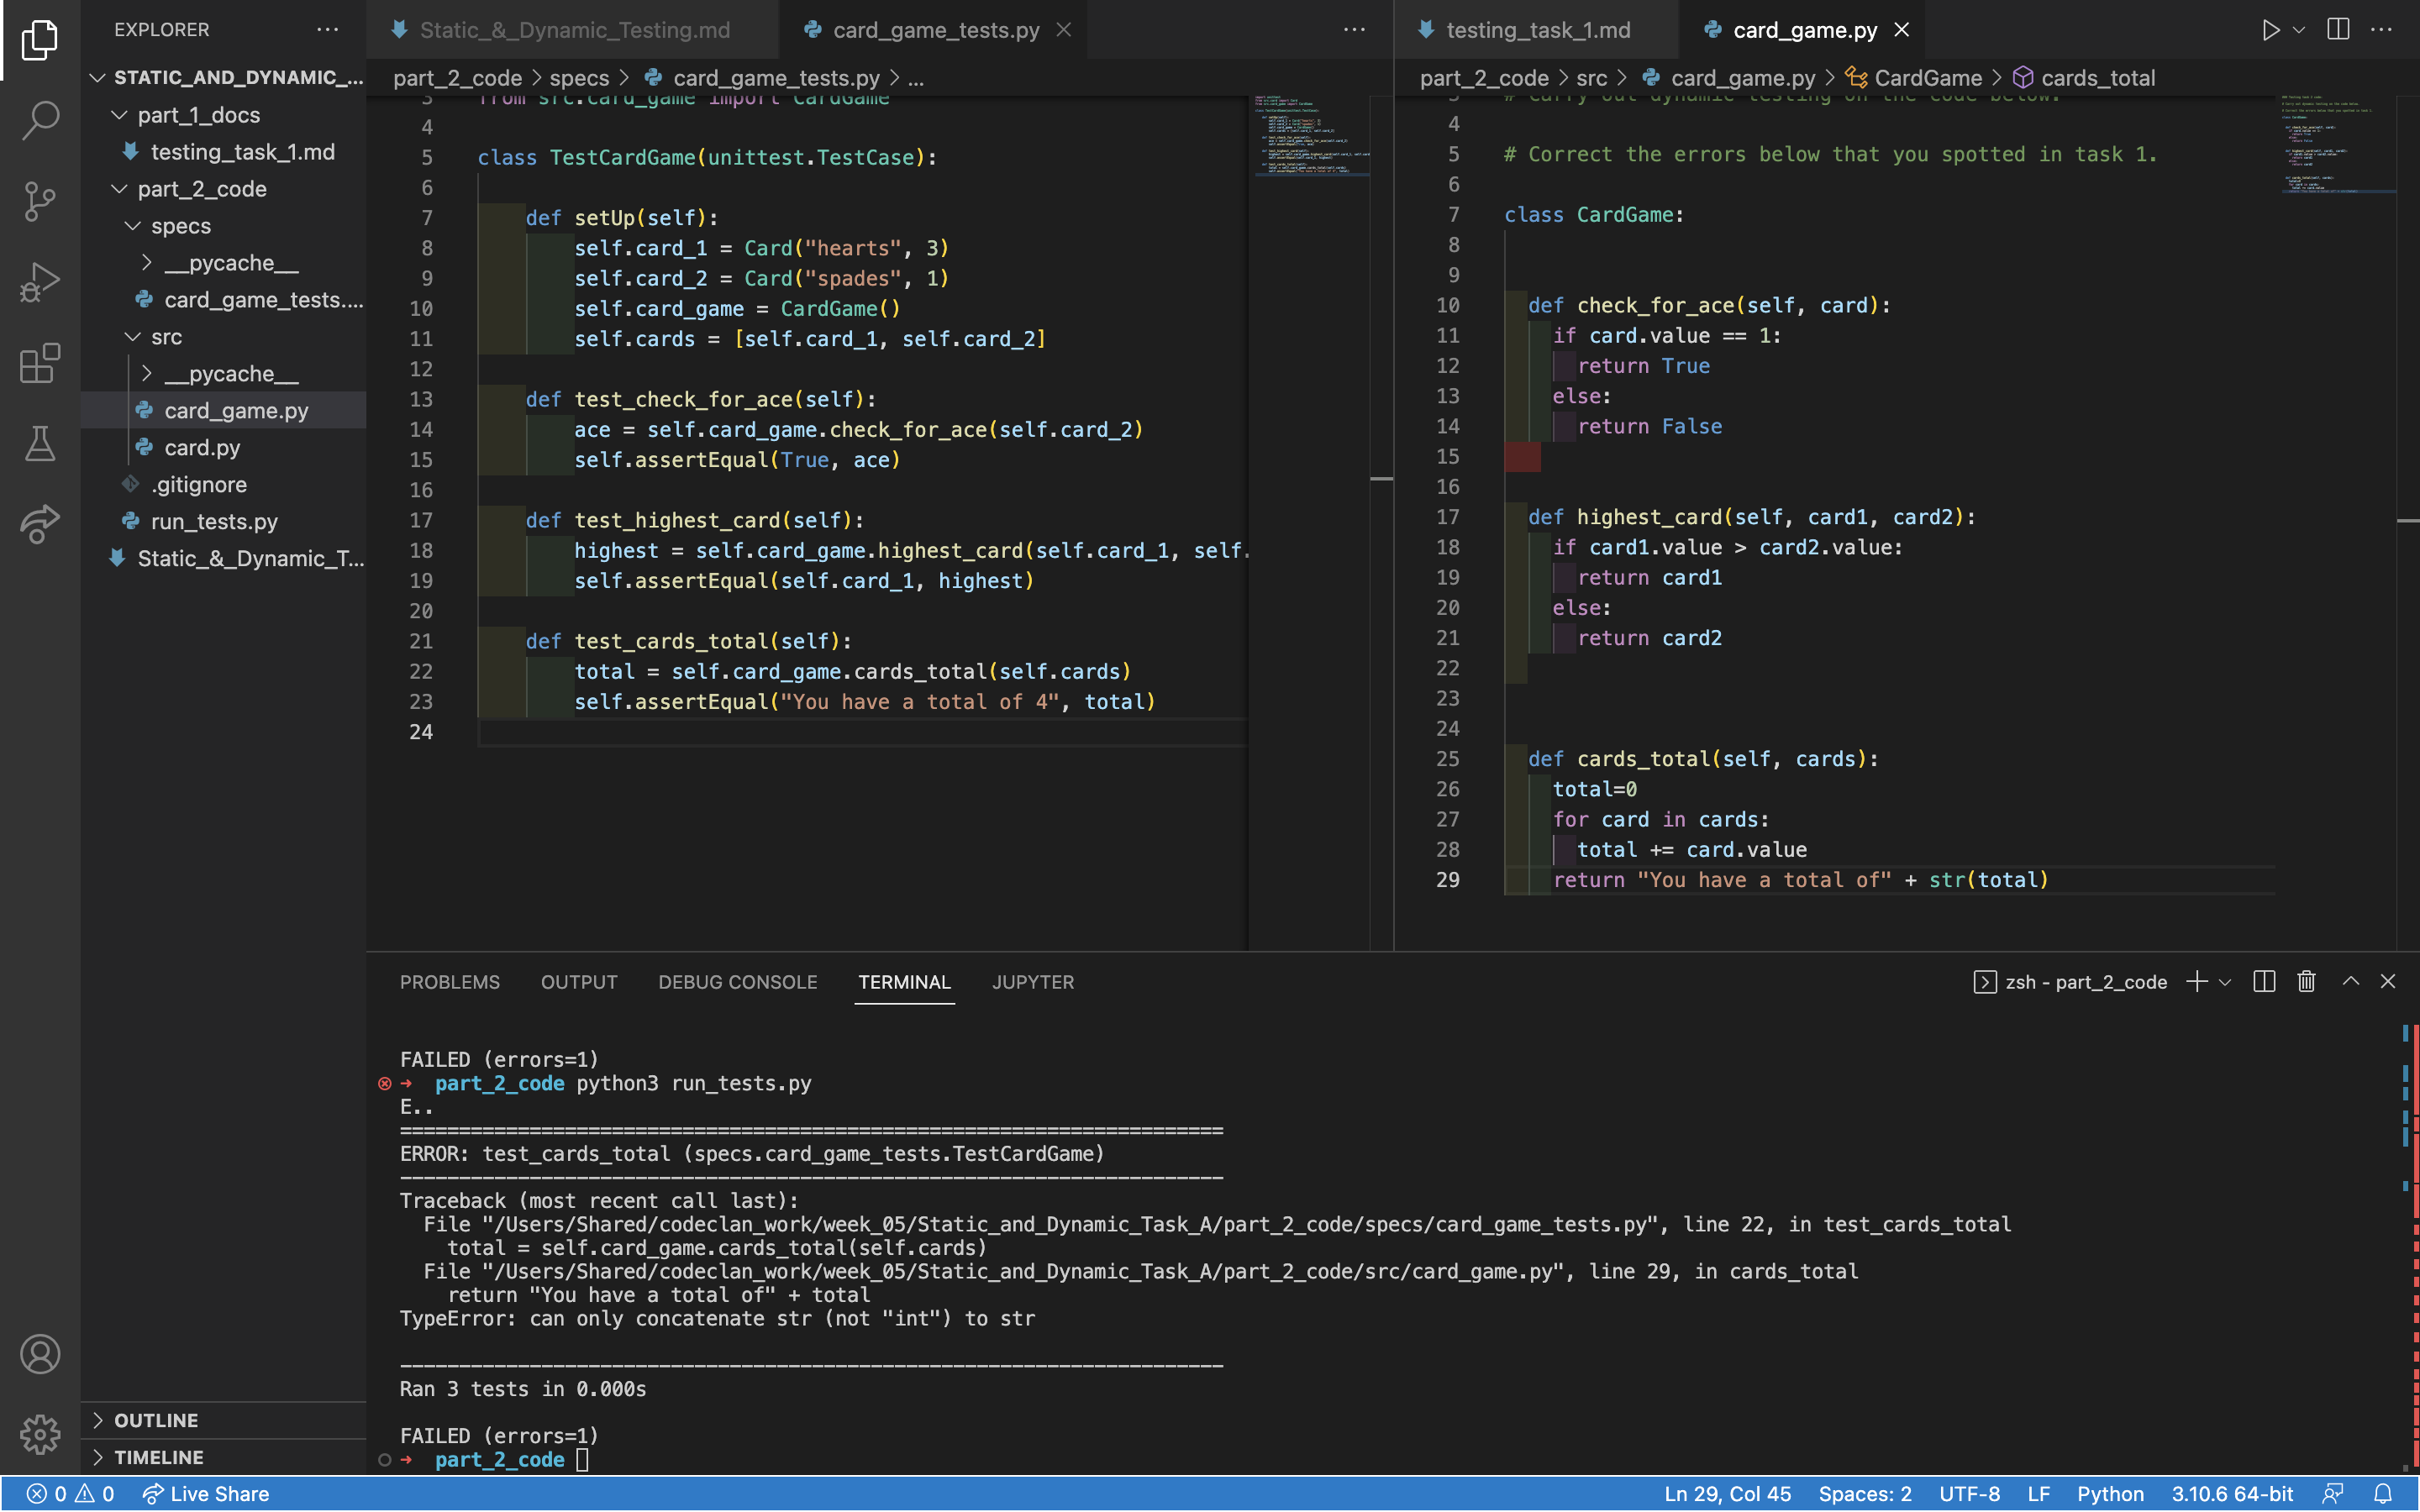 EXPLORER
STATIC_AND_DYNAMIC_...
part_1_docs
testing_task_1.md
part_2_code
specs
__pycache__
card_game_tests....
src
__pycache__
card_game.py
card.py
.gitignore
run_tests.py
Static_&_Dynamic_T...
OUTLINE
TIMELINE
Static_&_Dynamic_Testing.md
card_game_tests.py
part_2_code > specs > card_game_tests.py > ...
3 from src.card_game import CardGame
4
5 class TestCardGame(unittest.TestCase):
6
7 def setUp(self):
8 self.card_1 = Card("hearts", 3)
9 self.card_2 = Card("spades", 1)
10 self.card_game = CardGame()
11 self.cards = [self.card_1, self.card_2]
12
13 def test_check_for_ace(self):
14 ace = self.card_game.check_for_ace(self.card_2)
15 self.assertEqual(True, ace)
16
17 def test_highest_card(self):
18 highest = self.card_game.highest_card(self.card_1, self.
19 self.assertEqual(self.card_1, highest)
20
21 def test_cards_total(self):
22 total = self.card_game.cards_total(self.cards)
23 self.assertEqual("You have a total of 4", total)
24
testing_task_1.md
card_game.py
part_2_code > src > card_game.py > CardGame > cards_total
3 # Carry out dynamic testing on the code below.
4
5 # Correct the errors below that you spotted in task 1.
6
7 class CardGame:
8
9
10 def check_for_ace(self, card):
11 if card.value == 1:
12 return True
13 else:
14 return False
15
16
17 def highest_card(self, card1, card2):
18 if card1.value > card2.value:
19 return card1
20 else:
21 return card2
22
23
24
25 def cards_total(self, cards):
26 total=0
27 for card in cards:
28 total += card.value
29 return "You have a total of" + str(total)
PROBLEMS OUTPUT DEBUG CONSOLE TERMINAL JUPYTER
zsh - part_2_code
FAILED (errors=1)
➜ part_2_code python3 run_tests.py
E..
======================================================================
ERROR: test_cards_total (specs.card_game_tests.TestCardGame)
----------------------------------------------------------------------
Traceback (most recent call last):
File "/Users/Shared/codeclan_work/week_05/Static_and_Dynamic_Task_A/part_2_code/specs/card_game_tests.py", line 22, in test_cards_total
total = self.card_game.cards_total(self.cards)
File "/Users/Shared/codeclan_work/week_05/Static_and_Dynamic_Task_A/part_2_code/src/card_game.py", line 29, in cards_total
return "You have a total of" + total
TypeError: can only concatenate str (not "int") to str
----------------------------------------------------------------------
Ran 3 tests in 0.000s
FAILED (errors=1)
➜ part_2_code
0 0 Live Share
Ln 29, Col 45 Spaces: 2 UTF-8 LF Python 3.10.6 64-bit